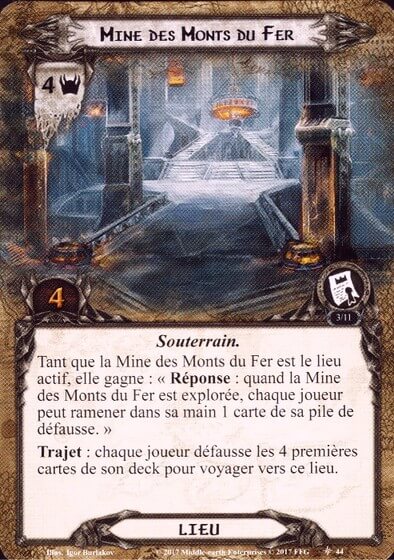 Mine des Monts du Fer
4
4
3/11
Souterrain.
Tant que la Mine des Monts du Fer est le lieu
actif, elle gagne : « Réponse : quand la Mine
des Monts du Fer est explorée, chaque joueur
peut ramener dans sa main 1 carte de sa pile de
défausse. »
Trajet : chaque joueur défausse les 4 premières
cartes de son deck pour voyager vers ce lieu.
LIEU
Illus. Igor Burlakov © 2017 Middle-earth Enterprises © 2017 FFG 44